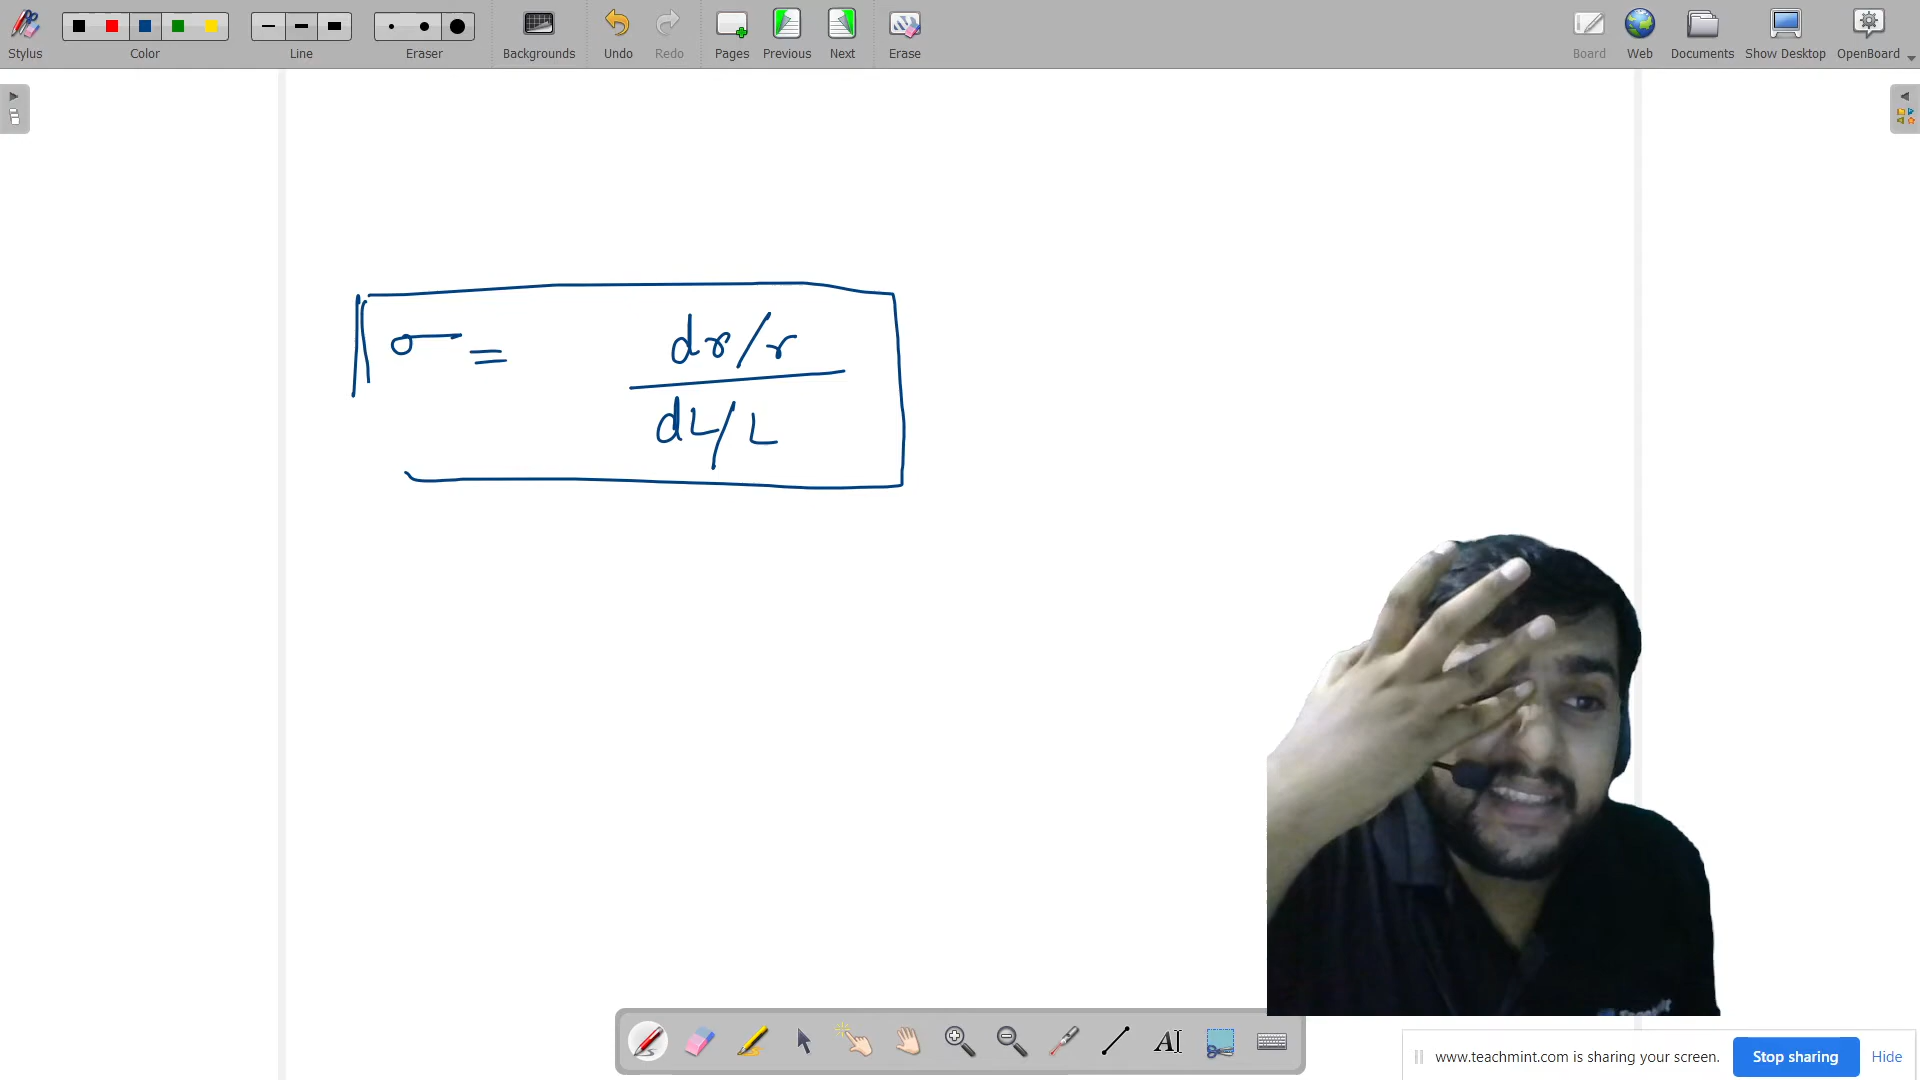 Stylus Color Line Eraser Backgrounds Undo Redo Pages Previous Next Erase Board Web Documents Show Desktop OpenBoard
σ = dr/r
dL/L
A
www.teachmint.com is sharing your screen. Stop sharing Hide